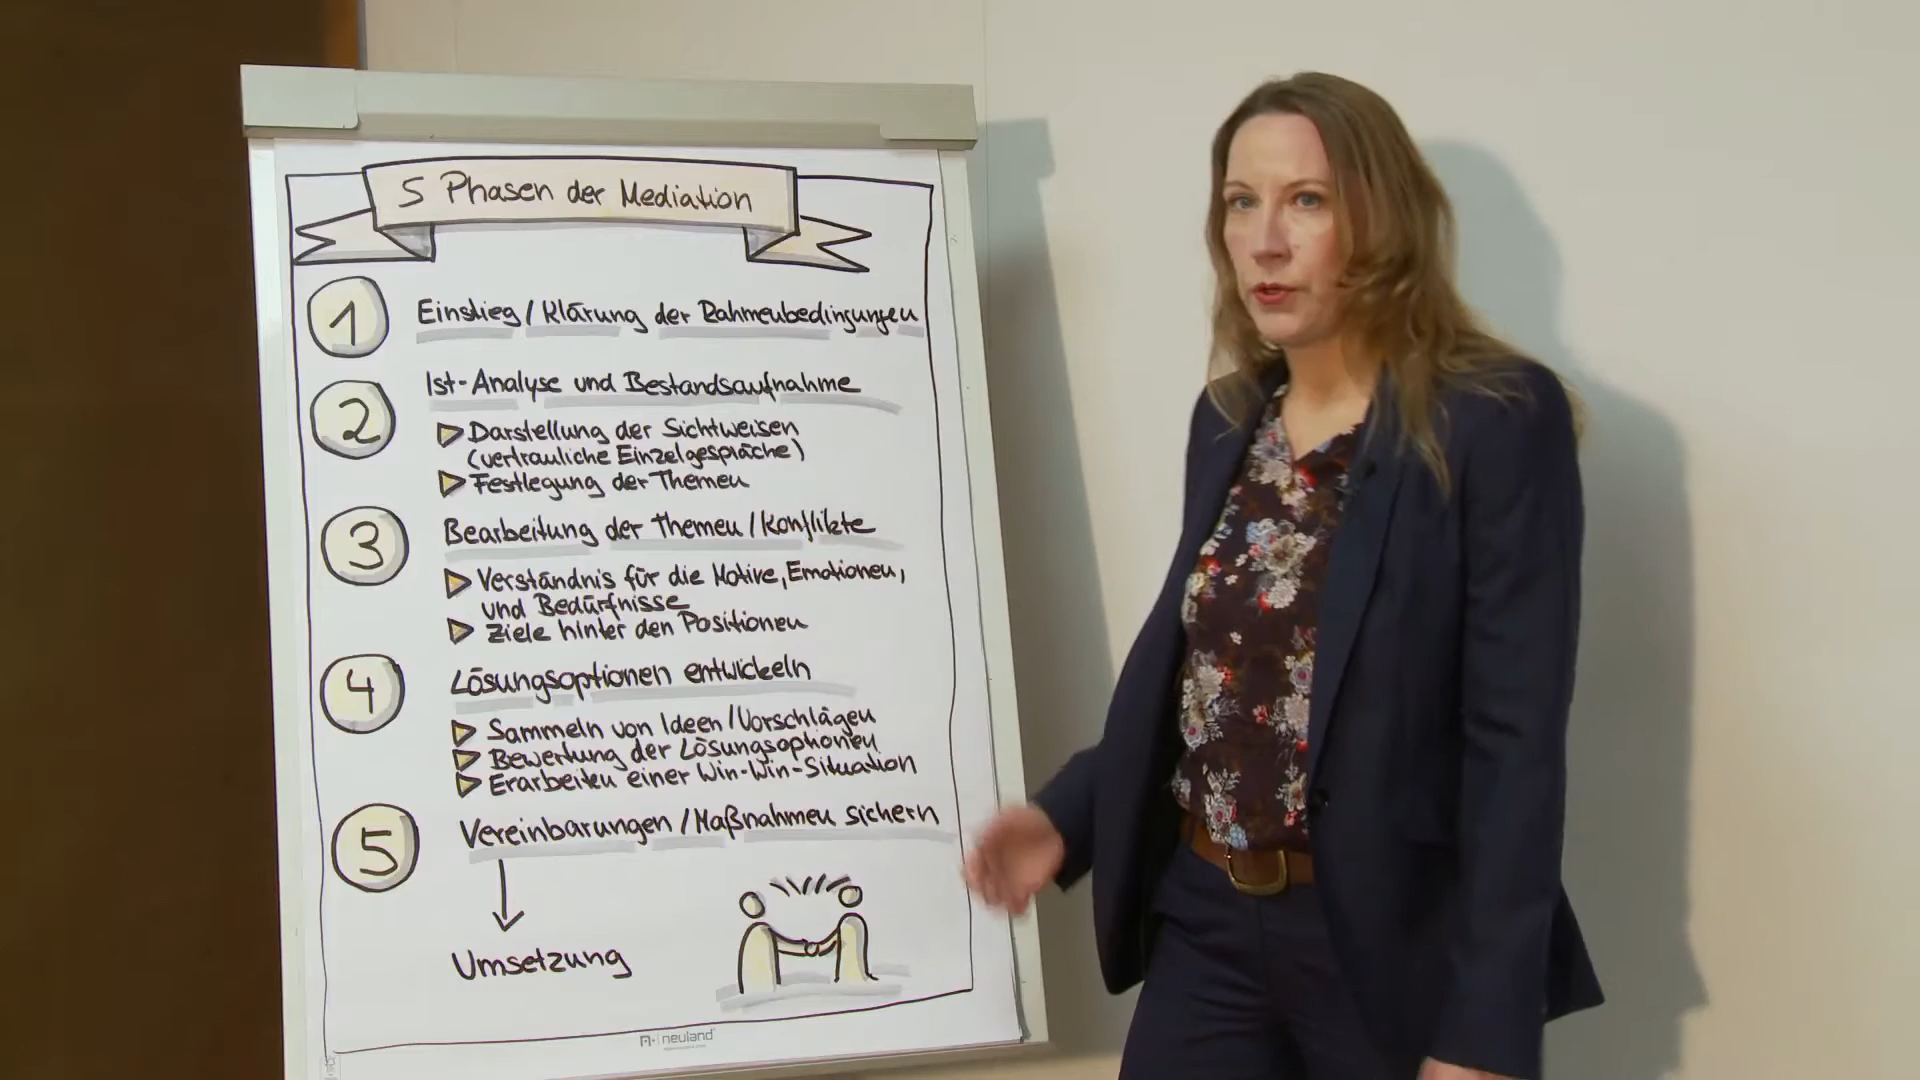 5 Phasen der Mediation
1 Einstieg / Klärung der Rahmenbedingungen
2 Ist-Analyse und Bestandsaufnahme
Darstellung der Sichtweisen
(vertrauliche Einzelgespräche)
Festlegung der Themen
3 Bearbeitung der Themen / Konflikte
Verständnis für die Motive, Emotionen,
und Bedürfnisse
Ziele hinter den Positionen
4 Lösungsoptionen entwickeln
Sammeln von Ideen / Vorschlägen
Bewertung der Lösungsoptionen
Erarbeiten einer Win-Win-Situation
5 Vereinbarungen / Maßnahmen sichern
Umsetzung
neuland